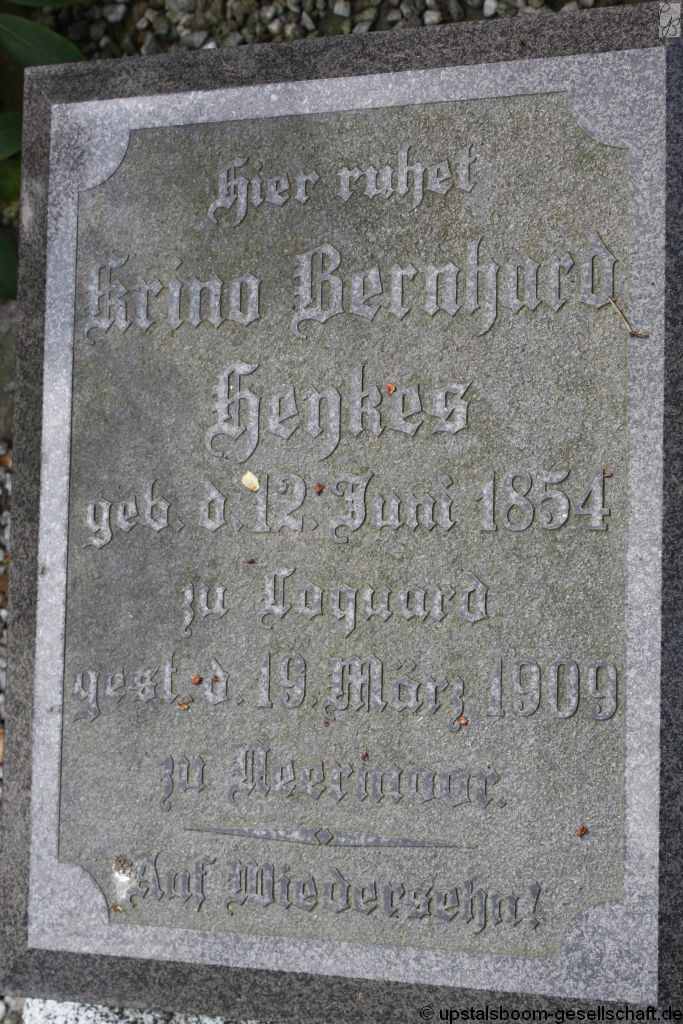 Hier ruhet
Krino Bernhard
Heykes
geb. d. 12. Juni 1854
zu Loquard
gest. d. 19. März 1909
zu Neermoor.
Auf Wiedersehn!
© upstalsboom-gesellschaft.de